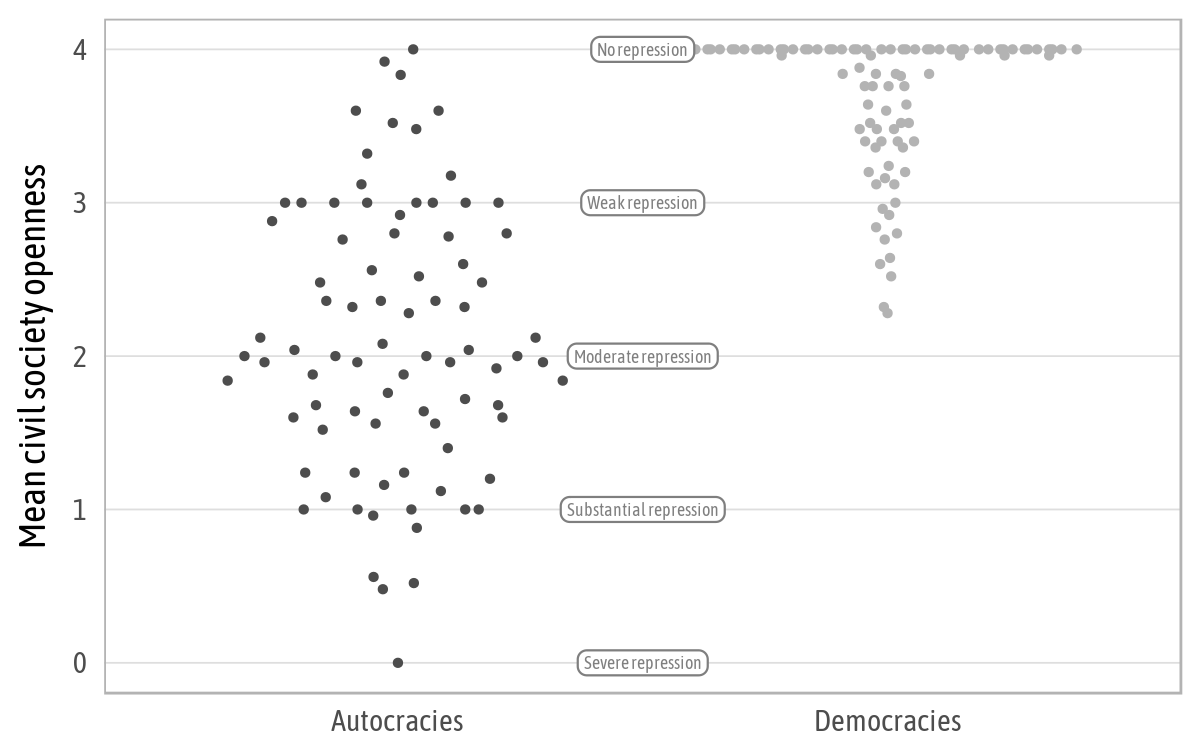 Mean civil society openness
4
3
2
1
0
No repression
Weak repression
Moderate repression
Substantial repression
Severe repression
Autocracies
Democracies